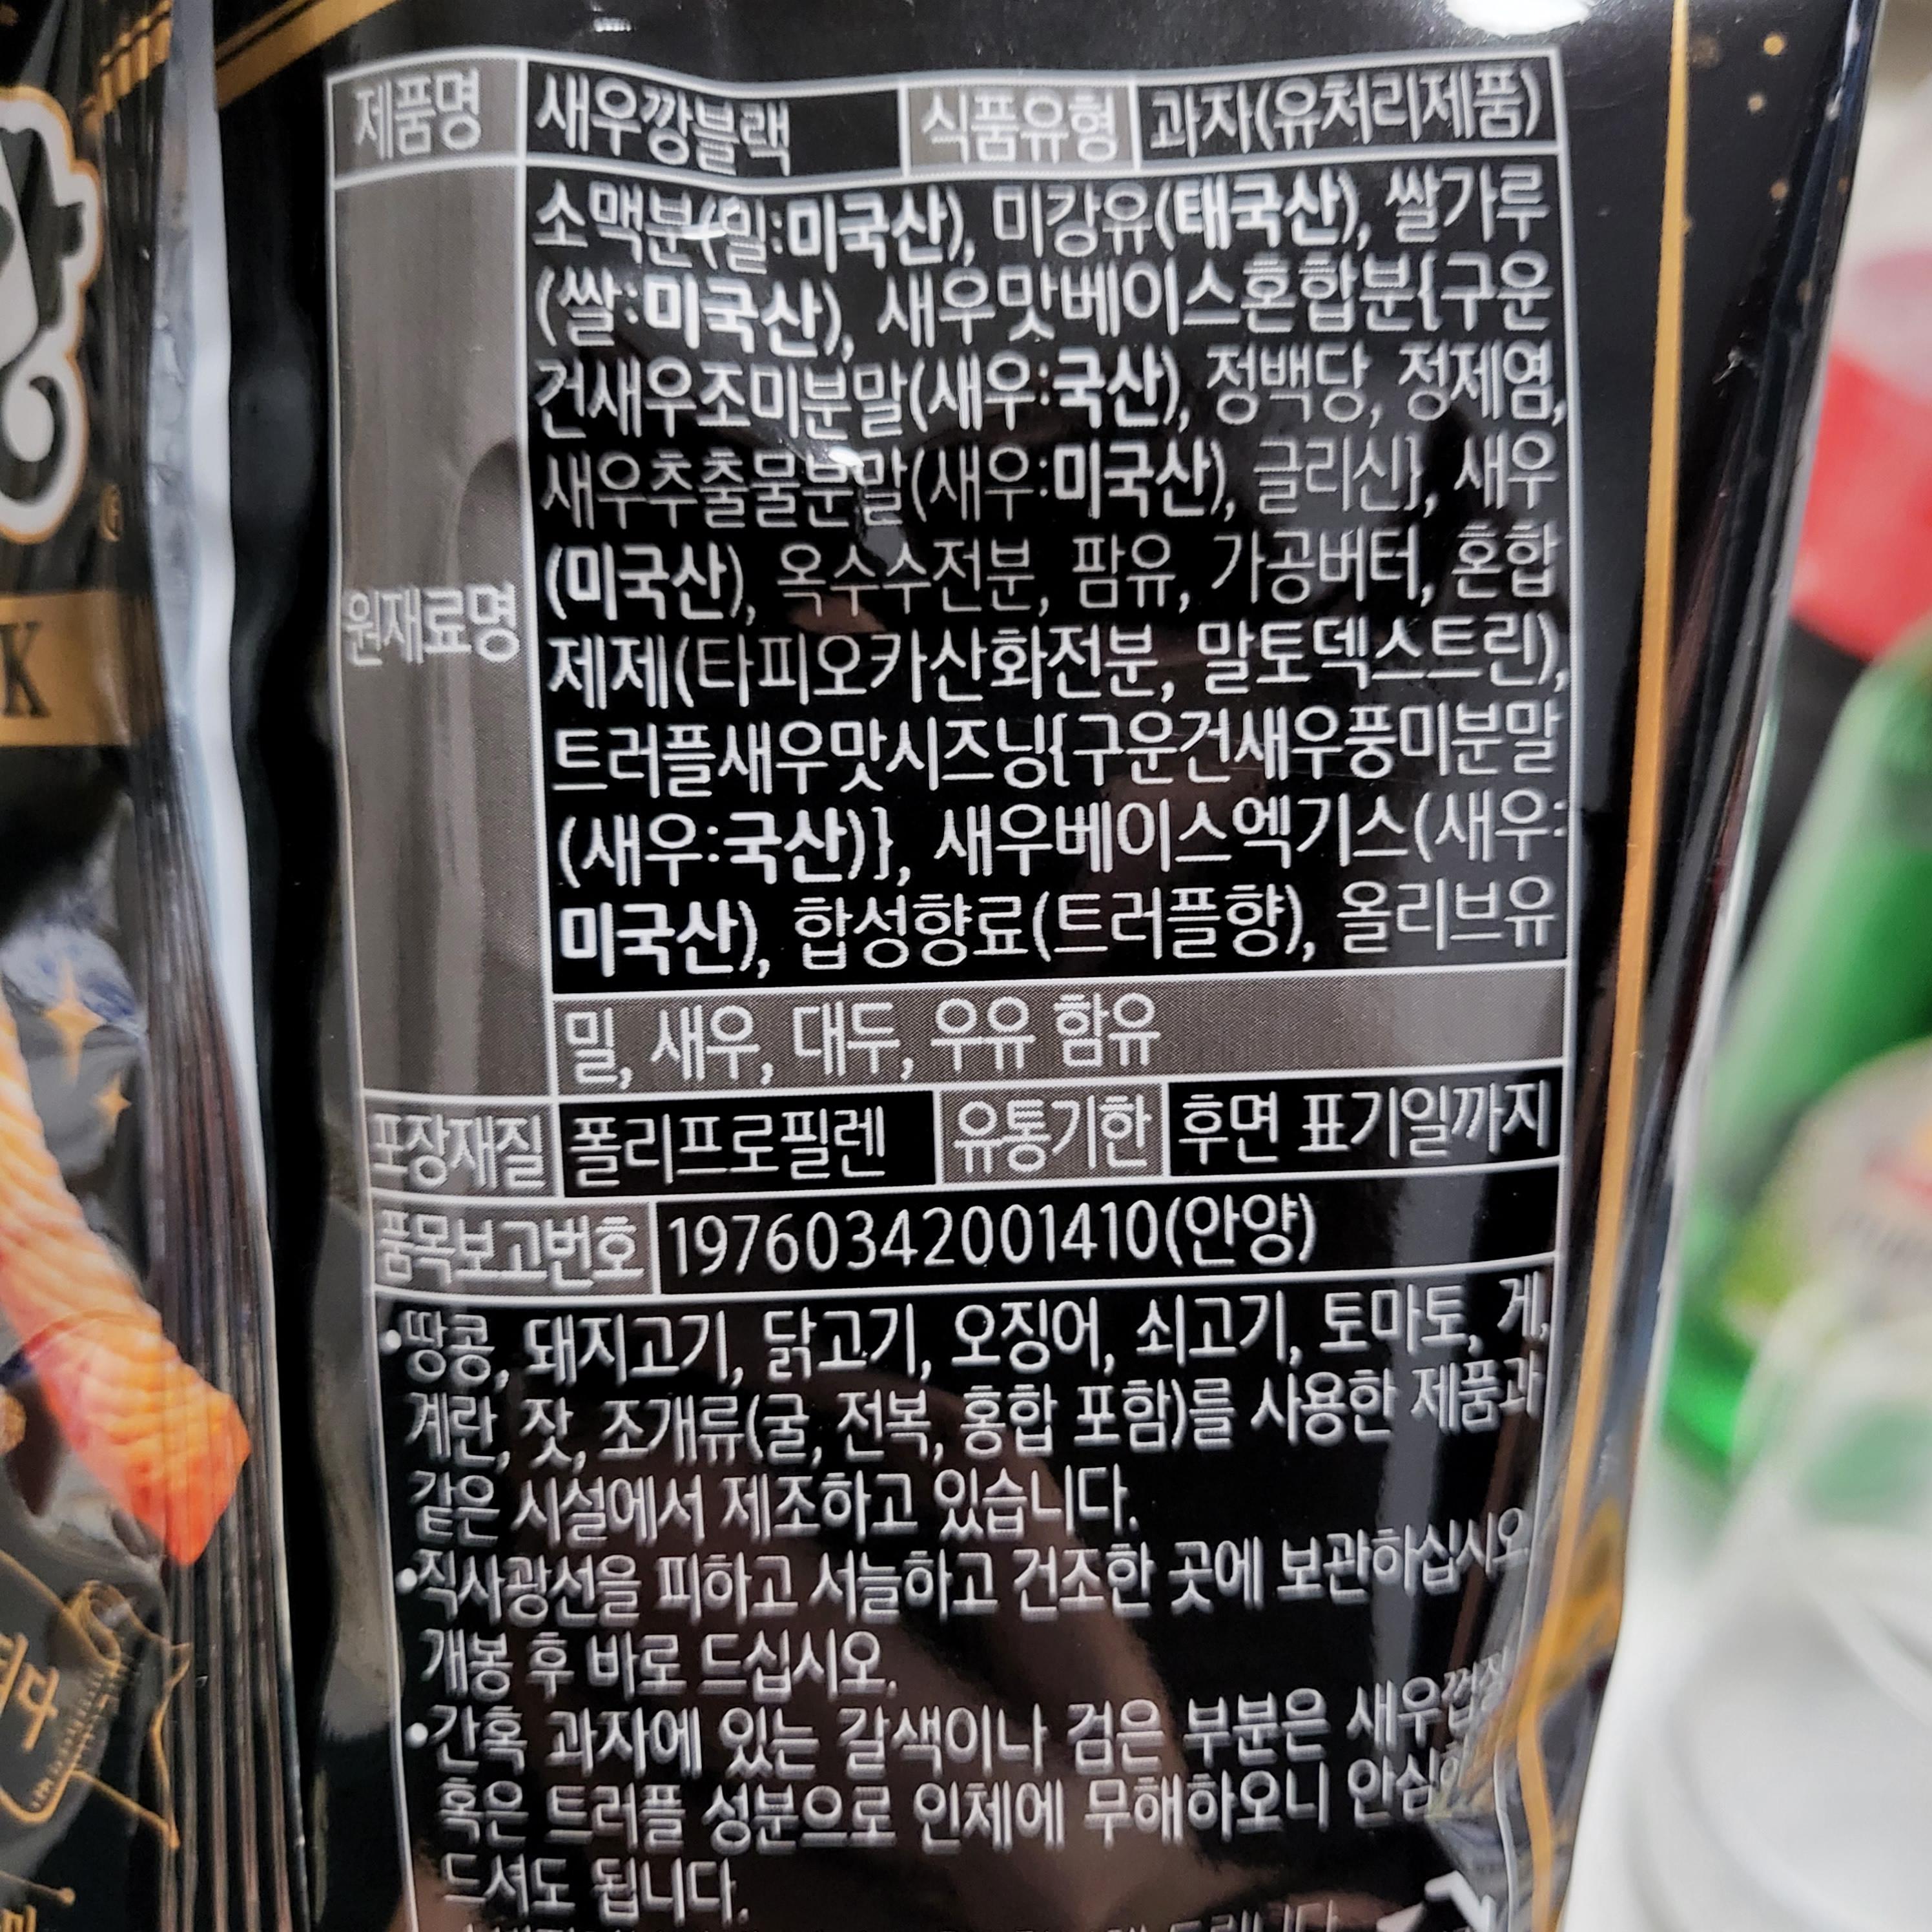 제품명 새우깡블랙 식품유형 과자(유처리제품)
원재료명
소맥분(밀:미국산), 미강유(태국산), 쌀가루
(쌀:미국산), 새우맛베이스혼합분{구운
건새우조미분말(새우:국산), 정백당, 정제염,
새우추출물분말(새우:미국산), 글리신}, 새우
(미국산), 옥수수전분, 팜유, 가공버터, 혼합
제제(타피오카산화전분, 말토덱스트린),
트러플새우맛시즈닝{구운건새우풍미분말
(새우:국산)}, 새우베이스엑기스(새우:
미국산), 합성향료(트러플향), 올리브유
밀, 새우, 대두, 우유 함유
포장재질 폴리프로필렌 유통기한 후면 표기일까지
품목보고번호 19760342001410(안양)
•땅콩, 돼지고기, 닭고기, 오징어, 쇠고기, 토마토, 게,
계란, 잣, 조개류(굴, 전복, 홍합 포함)를 사용한 제품과
같은 시설에서 제조하고 있습니다.
•직사광선을 피하고 서늘하고 건조한 곳에 보관하십시오
개봉 후 바로 드십시오.
•간혹 과자에 있는 갈색이나 검은 부분은 새우껍질
혹은 트러플 성분으로 인체에 무해하오니 안심하
드셔도 됩니다.
K